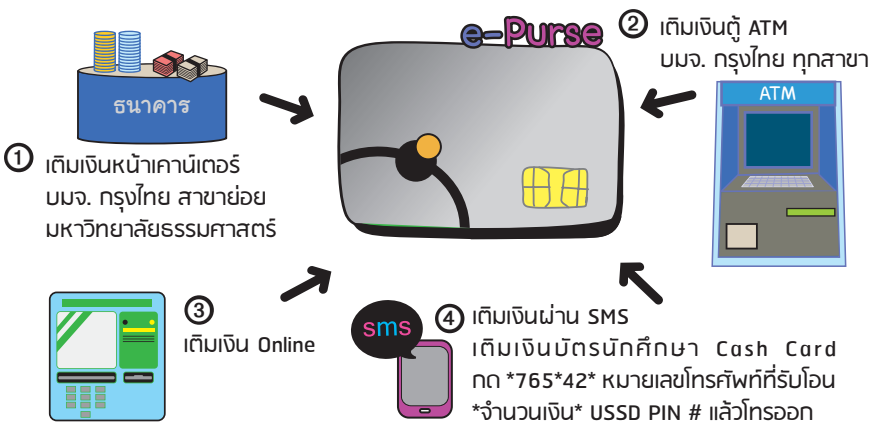 e-Purse
ธนาคาร
① เติมเงินหน้าเคาน์เตอร์
บมจ. กรุงไทย สาขาย่อย
มหาวิทยาลัยธรรมศาสตร์
② เติมเงินตู้ ATM
บมจ. กรุงไทย ทุกสาขา
ATM
③
เติมเงิน Online
sms
④ เติมเงินผ่าน SMS
เติมเงินบัตรนักศึกษา Cash Card
กด *765*42* หมายเลขโทรศัพท์ที่รับโอน
*จำนวนเงิน* USSD PIN # แล้วโทรออก